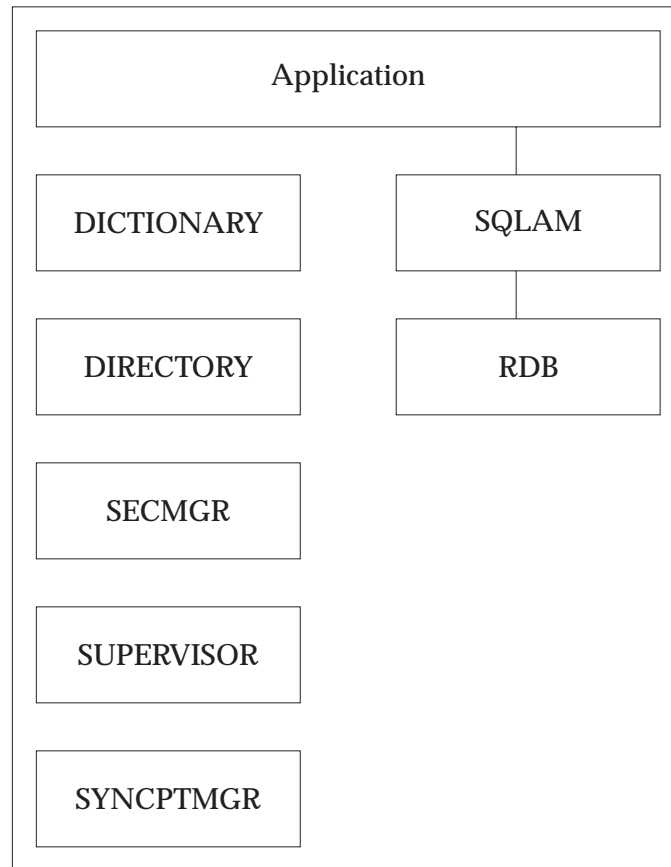 Application
DICTIONARY
SQLAM
DIRECTORY
RDB
SECMGR
SUPERVISOR
SYNCPTMGR